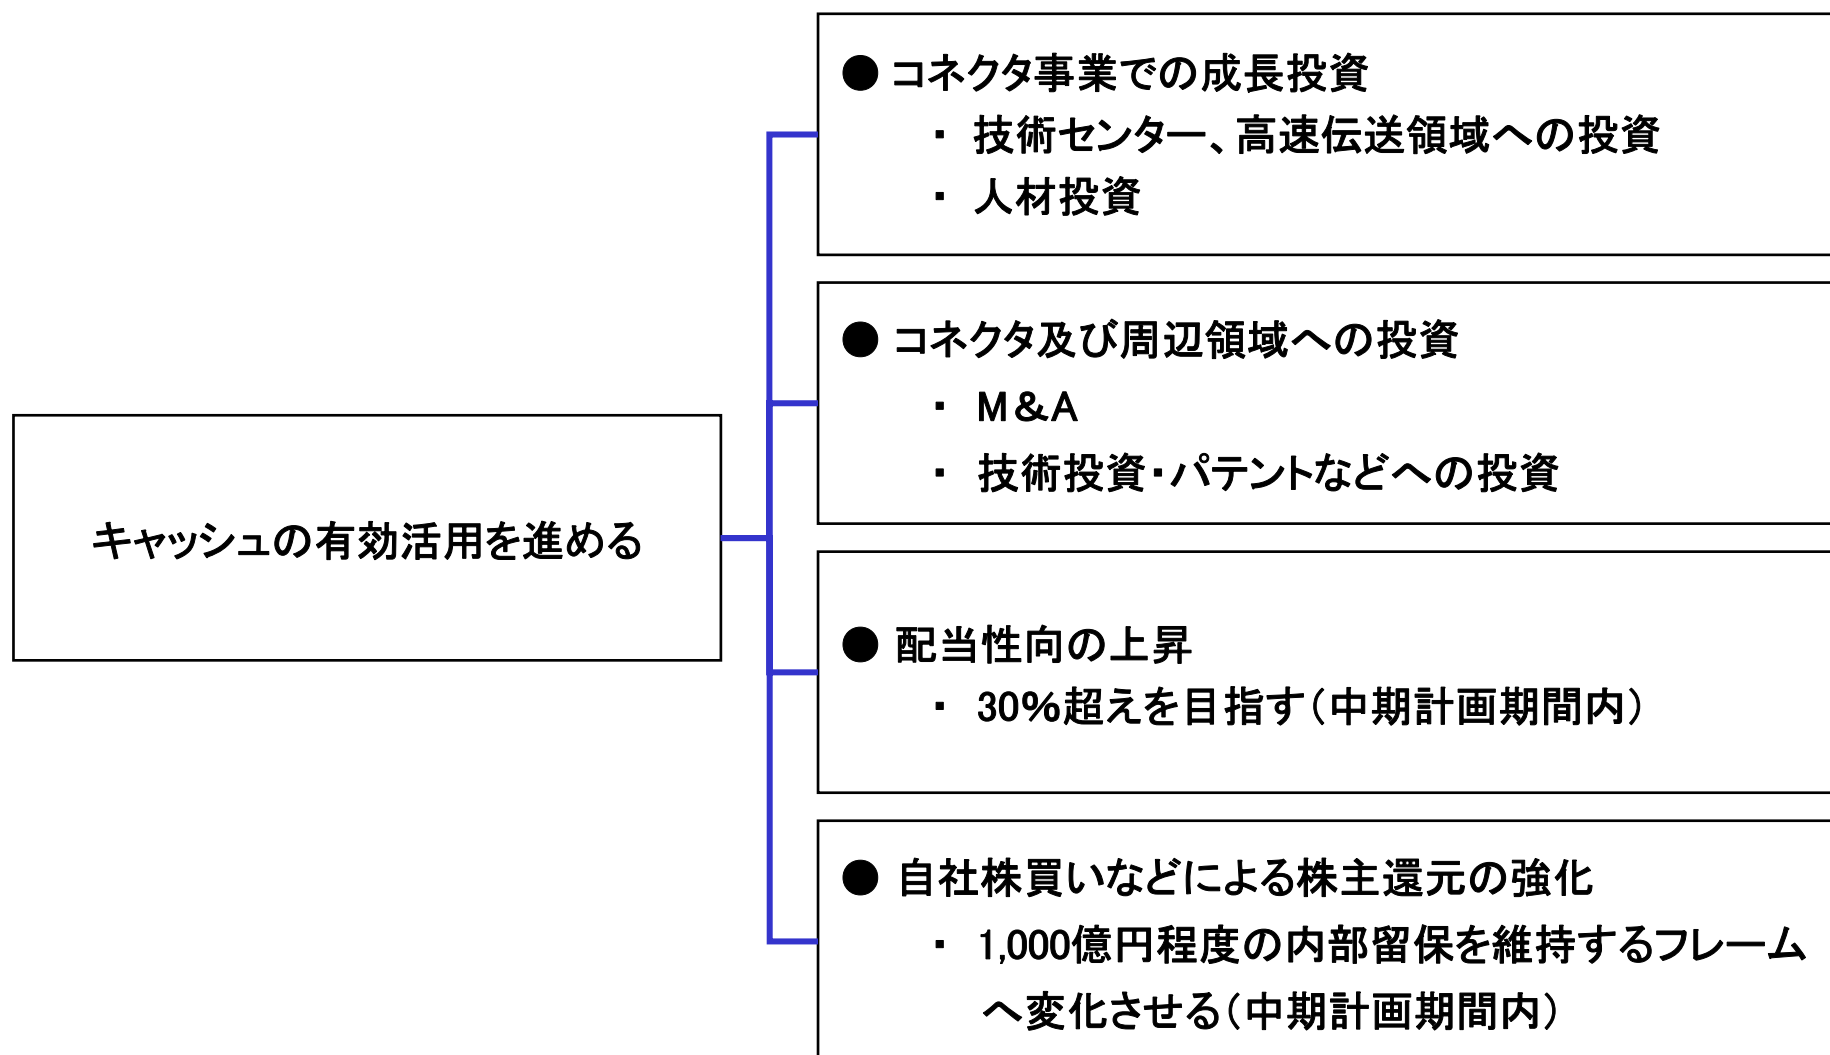 キャッシュの有効活用を進める
● コネクタ事業での成長投資
・ 技術センター、高速伝送領域への投資
・ 人材投資
● コネクタ及び周辺領域への投資
・ M&A
・ 技術投資・パテントなどへの投資
● 配当性向の上昇
・ 30%超えを目指す(中期計画期間内)
● 自社株買いなどによる株主還元の強化
・ 1,000億円程度の内部留保を維持するフレーム
へ変化させる(中期計画期間内)